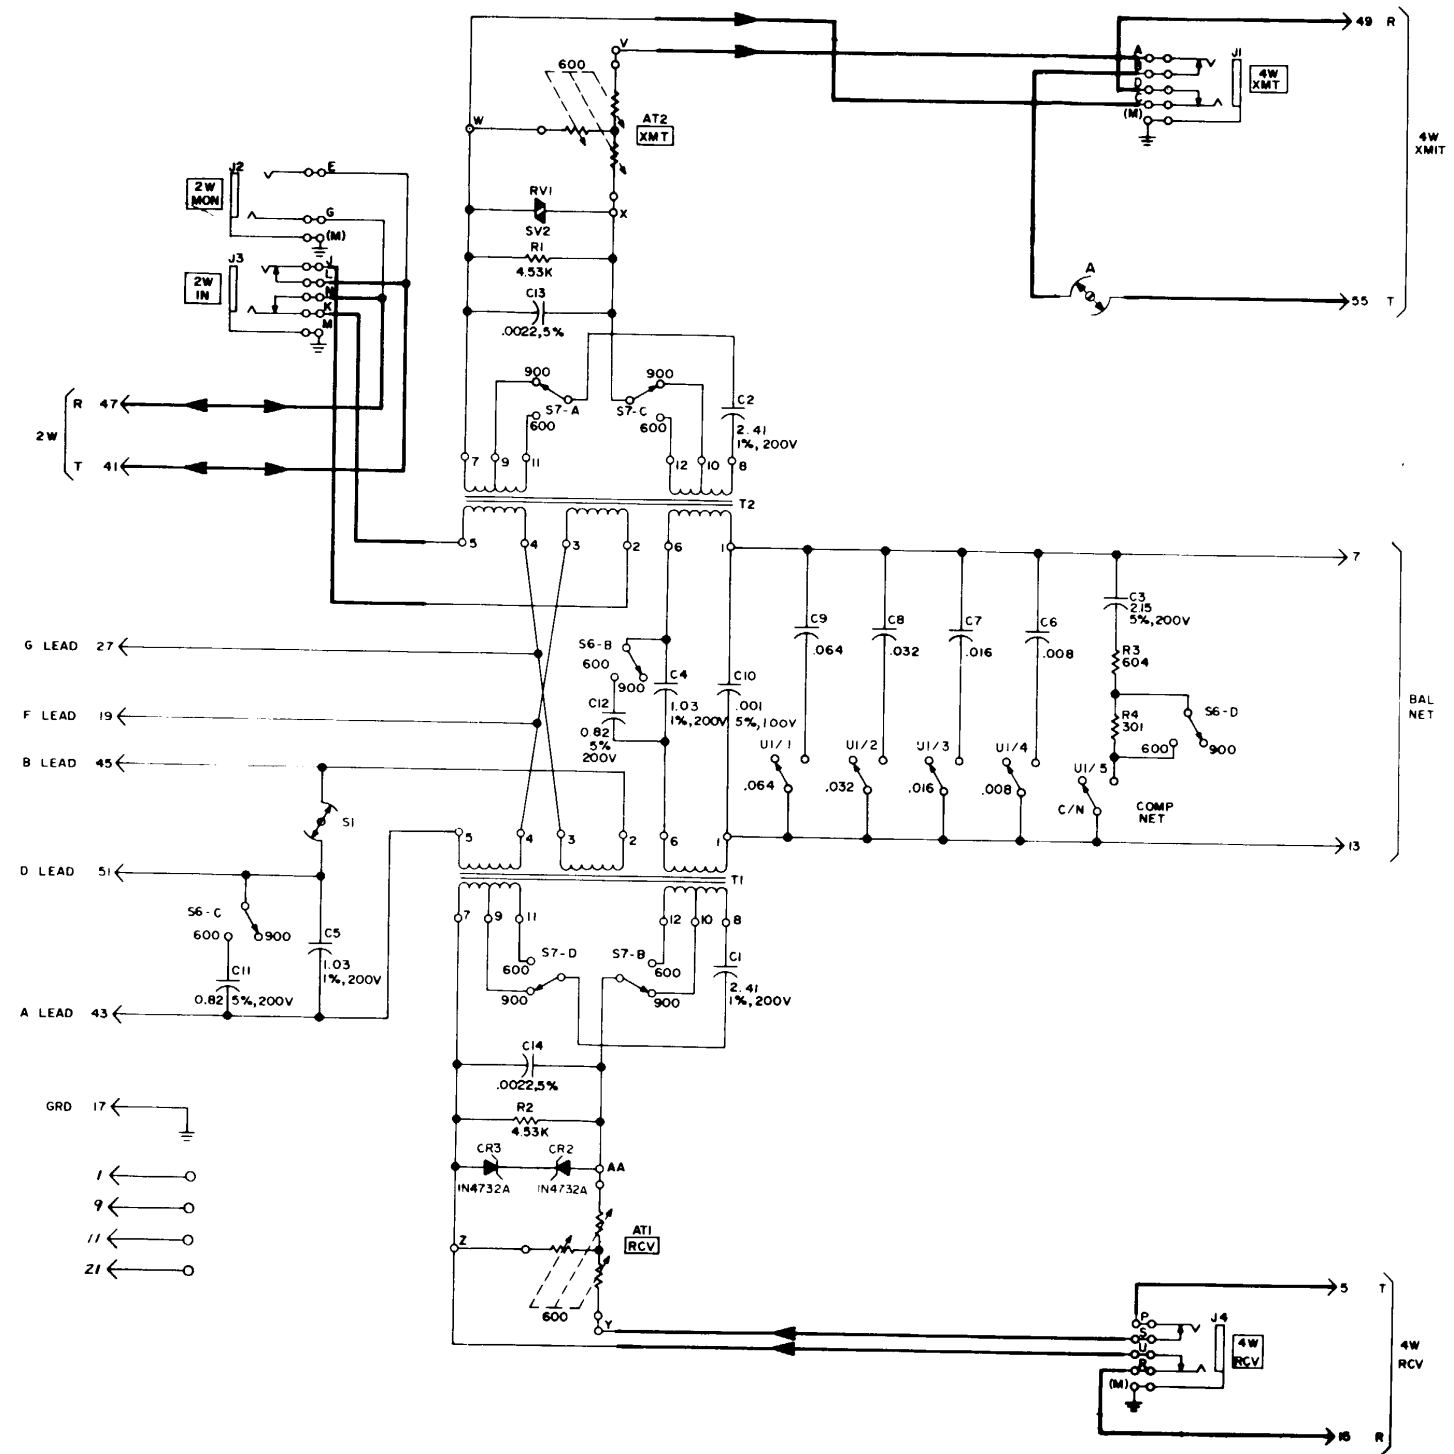 49 R
4W XMIT
A
B
D
C
(M)
J1
4W XMT
V
600
AT2
XMT
W
RV1
SV2
X
R1
4.53K
C13
.0022,5%
J2
2W MON
E
G
(M)
J3
2W IN
J
L
N
K
M
A
55 T
900
S7-A
600
900
S7-C
600
C2
2.41
1%,200V
R 47
2W
T 41
7
9
11
12
10
8
T2
5
4
3
2
6
1
7
G LEAD 27
F LEAD 19
B LEAD 45
D LEAD 51
A LEAD 43
S6-B
600
900
C12
0.82
5%
200V
C4
1.03
1%,200V
C10
.001
5%,100V
C9
.064
C8
.032
C7
.016
C6
.008
C3
2.15
5%,200V
R3
604
R4
301
S6-D
600
900
BAL NET
U1/1
.064
U1/2
.032
U1/3
.016
U1/4
.008
U1/5
C/N
COMP NET
13
S1
5
4
3
2
6
1
T1
S6-C
600
900
C5
1.03
1%,200V
C11
0.82 5%,200V
7
9
11
12
10
8
S7-D
600
900
S7-B
600
900
C1
2.41
1%,200V
C14
.0022,5%
R2
4.53K
CR3
1N4732A
CR2
1N4732A
AA
GRD 17
1
9
11
21
Z
AT1
RCV
600
Y
5 T
P
S
U
R
(M)
J4
4W RCV
4W RCV
15 R